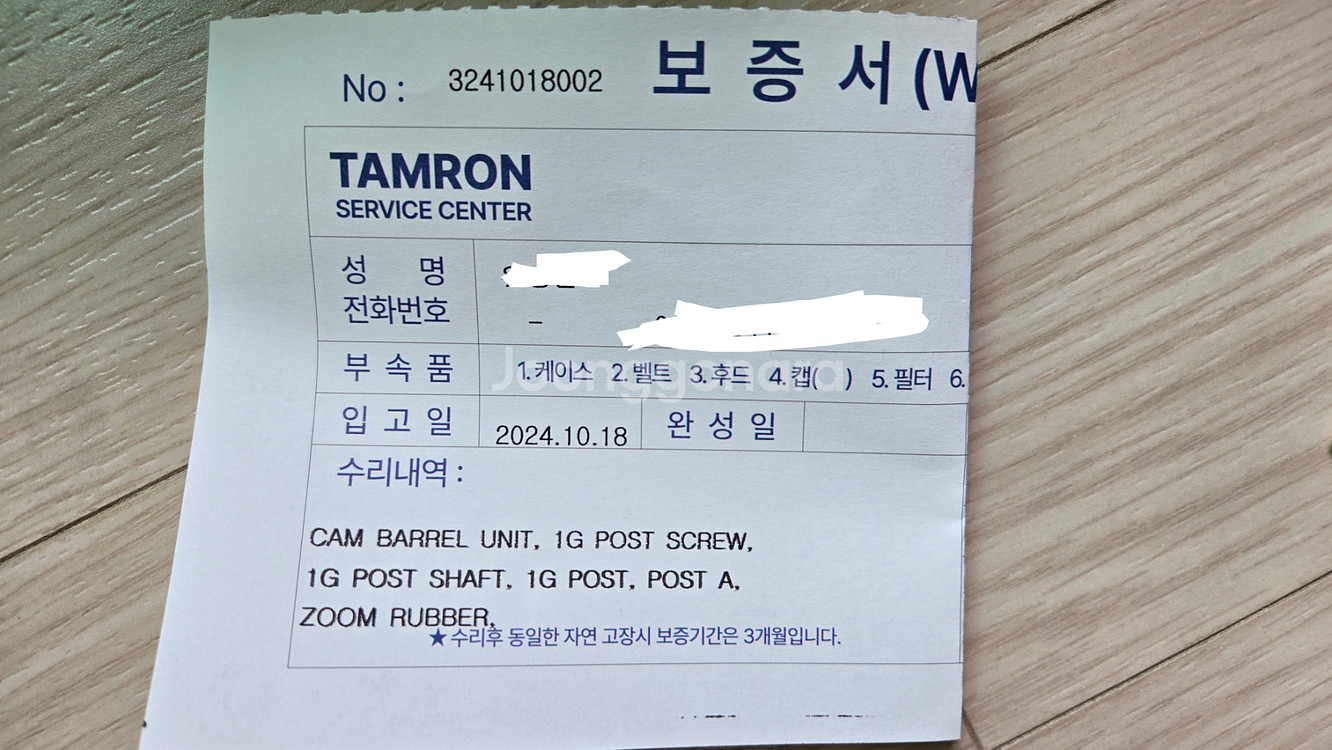 No : 3241018002 보 증 서 (W
TAMRON
SERVICE CENTER
성 명
전화번호 –
부 속 품 1.케이스 2.벨트 3.후드 4.캡( ) 5.필터 6.
입 고 일 2024.10.18 완 성 일
수리내역 :
CAM BARREL UNIT, 1G POST SCREW,
1G POST SHAFT, 1G POST, POST A,
ZOOM RUBBER,
★ 수리후 동일한 자연 고장시 보증기간은 3개월입니다.
Joonggonara